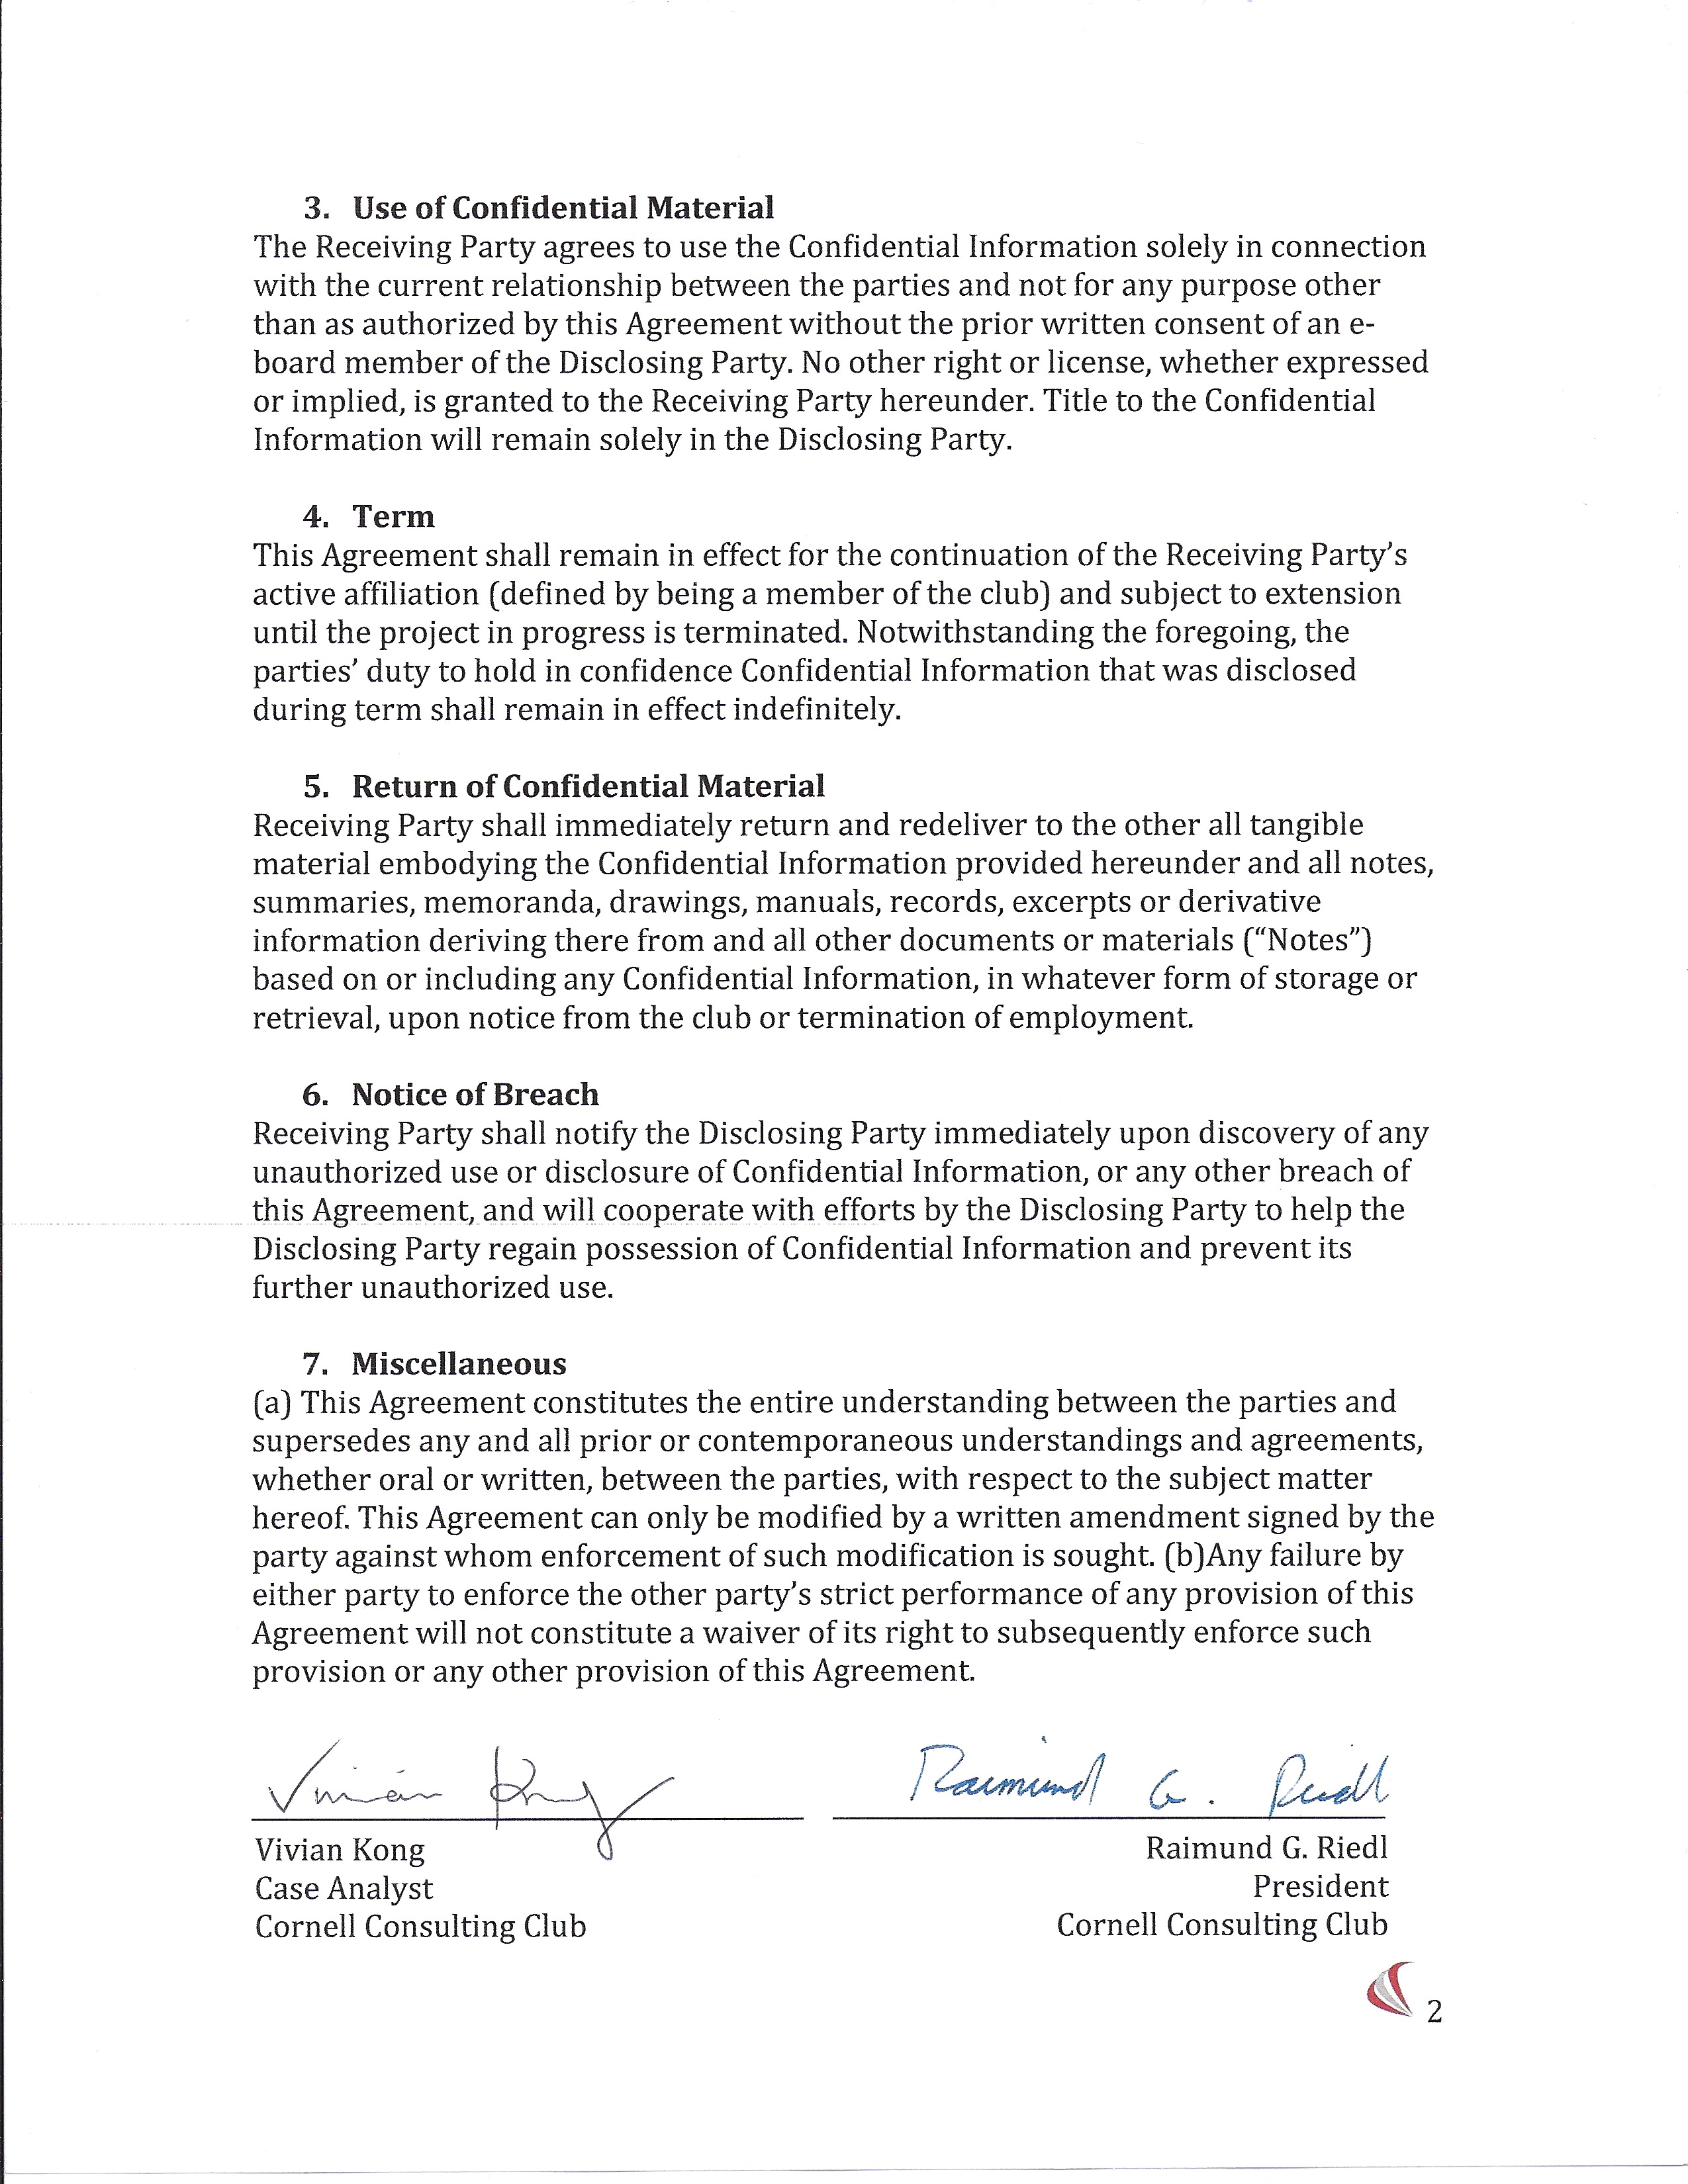 3. Use of Confidential Material
The Receiving Party agrees to use the Confidential Information solely in connection
with the current relationship between the parties and not for any purpose other
than as authorized by this Agreement without the prior written consent of an e-
board member of the Disclosing Party. No other right or license, whether expressed
or implied, is granted to the Receiving Party hereunder. Title to the Confidential
Information will remain solely in the Disclosing Party.
4. Term
This Agreement shall remain in effect for the continuation of the Receiving Party's
active affiliation (defined by being a member of the club) and subject to extension
until the project in progress is terminated. Notwithstanding the foregoing, the
parties' duty to hold in confidence Confidential Information that was disclosed
during term shall remain in effect indefinitely.
5. Return of Confidential Material
Receiving Party shall immediately return and redeliver to the other all tangible
material embodying the Confidential Information provided hereunder and all notes,
summaries, memoranda, drawings, manuals, records, excerpts or derivative
information deriving there from and all other documents or materials ("Notes")
based on or including any Confidential Information, in whatever form of storage or
retrieval, upon notice from the club or termination of employment.
6. Notice of Breach
Receiving Party shall notify the Disclosing Party immediately upon discovery of any
unauthorized use or disclosure of Confidential Information, or any other breach of
this Agreement, and will cooperate with efforts by the Disclosing Party to help the
Disclosing Party regain possession of Confidential Information and prevent its
further unauthorized use.
7. Miscellaneous
(a) This Agreement constitutes the entire understanding between the parties and
supersedes any and all prior or contemporaneous understandings and agreements,
whether oral or written, between the parties, with respect to the subject matter
hereof. This Agreement can only be modified by a written amendment signed by the
party against whom enforcement of such modification is sought. (b)Any failure by
either party to enforce the other party's strict performance of any provision of this
Agreement will not constitute a waiver of its right to subsequently enforce such
provision or any other provision of this Agreement.
Vivian Kong Raimund G. Riedl
Vivian Kong Raimund G. Riedl
Case Analyst President
Cornell Consulting Club Cornell Consulting Club
2